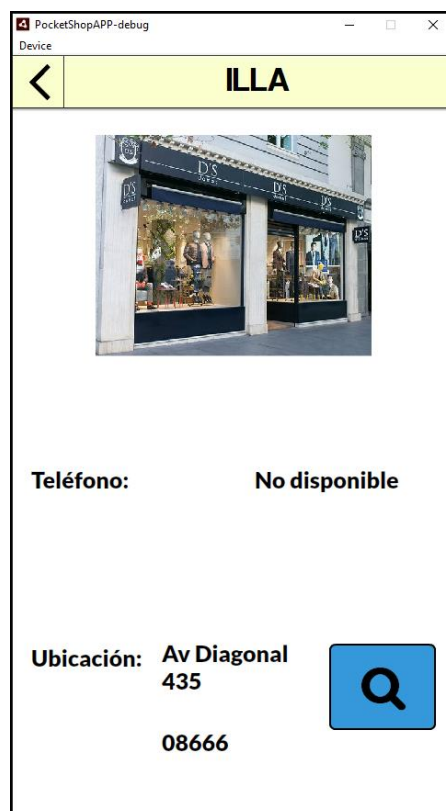 PocketShopAPP-debug
Device
ILLA
D'S
D'S
D'S
D'S
Teléfono: No disponible
Ubicación: Av Diagonal
435
08666